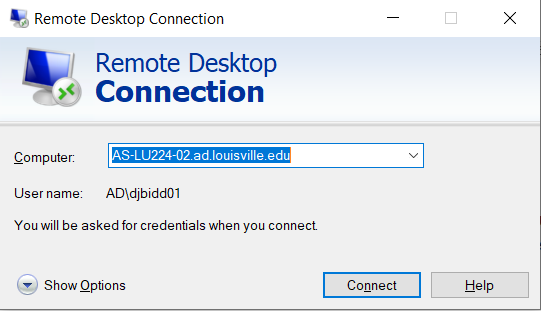 Remote Desktop Connection
Remote Desktop
Connection
Computer:
AS-LU224-02.ad.louisville.edu
User name:
AD\djbidd01
You will be asked for credentials when you connect.
Show Options
Connect
Help